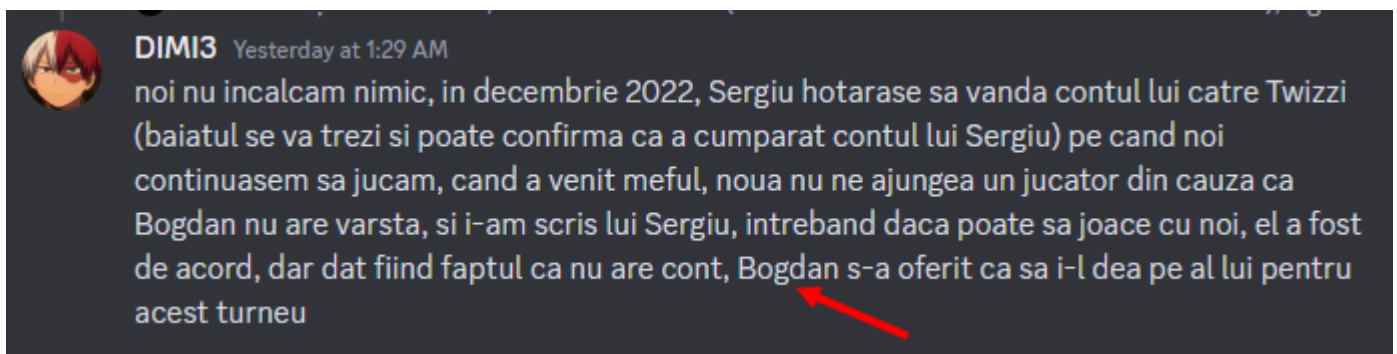 DIMI3 Yesterday at 1:29 AM
noi nu incalcam nimic, in decembrie 2022, Sergiu hotarase sa vanda contul lui catre Twizzi
(baiatul se va trezi si poate confirma ca a cumparat contul lui Sergiu) pe cand noi
continuasem sa jucam, cand a venit meful, noua nu ne ajungea un jucator din cauza ca
Bogdan nu are varsta, si i-am scris lui Sergiu, intreband daca poate sa joace cu noi, el a fost
de acord, dar dat fiind faptul ca nu are cont, Bogdan s-a oferit ca sa i-l dea pe al lui pentru
acest turneu